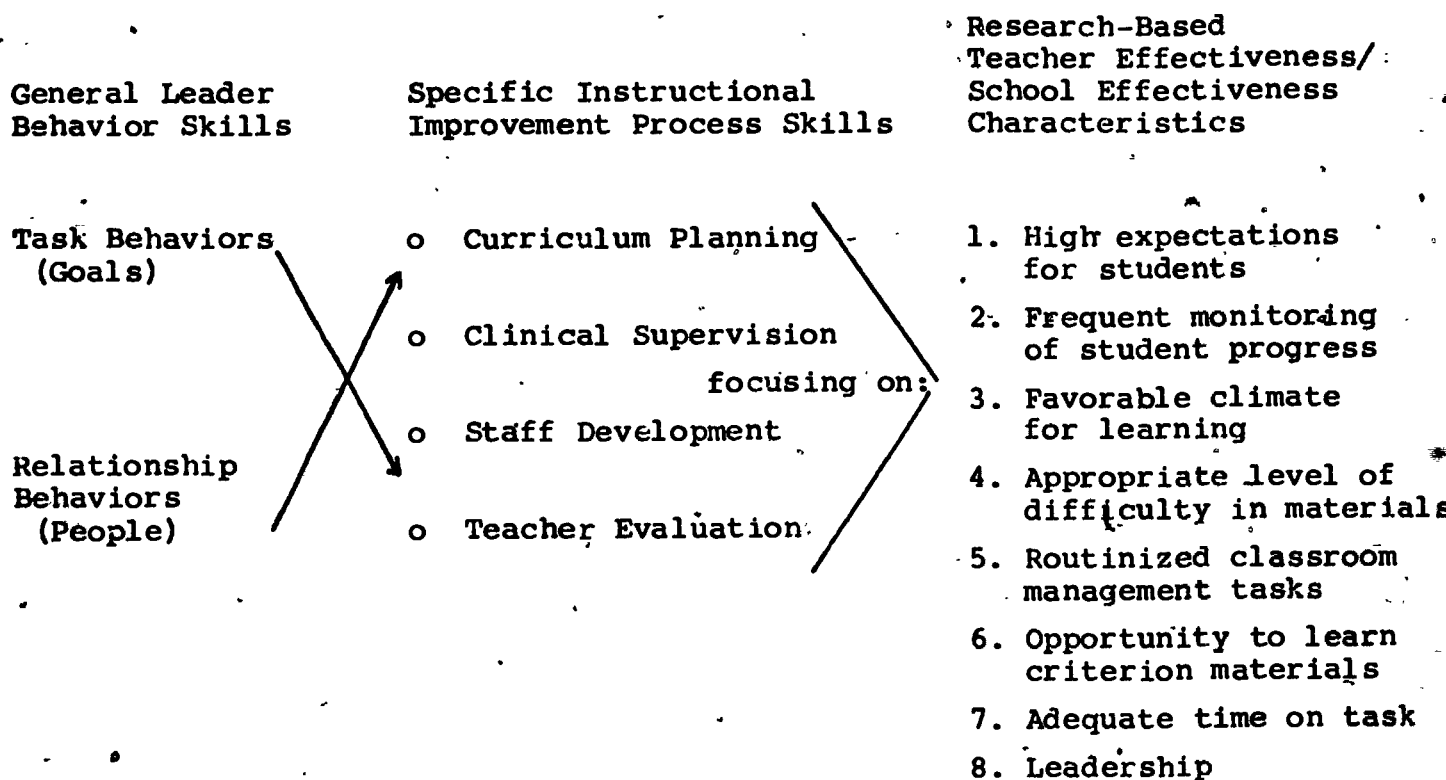 General Leader
Behavior Skills
Specific Instructional
Improvement Process Skills
Research-Based
Teacher Effectiveness/
School Effectiveness
Characteristics
Task Behaviors
(Goals)
Relationship
Behaviors
(People)
o Curriculum Planning
o Clinical Supervision
focusing on:
o Staff Development
o Teacher Evaluation
1. High expectations
for students
2. Frequent monitoring
of student progress
3. Favorable climate
for learning
4. Appropriate level of
difficulty in materials
5. Routinized classroom
management tasks
6. Opportunity to learn
criterion materials
7. Adequate time on task
8. Leadership